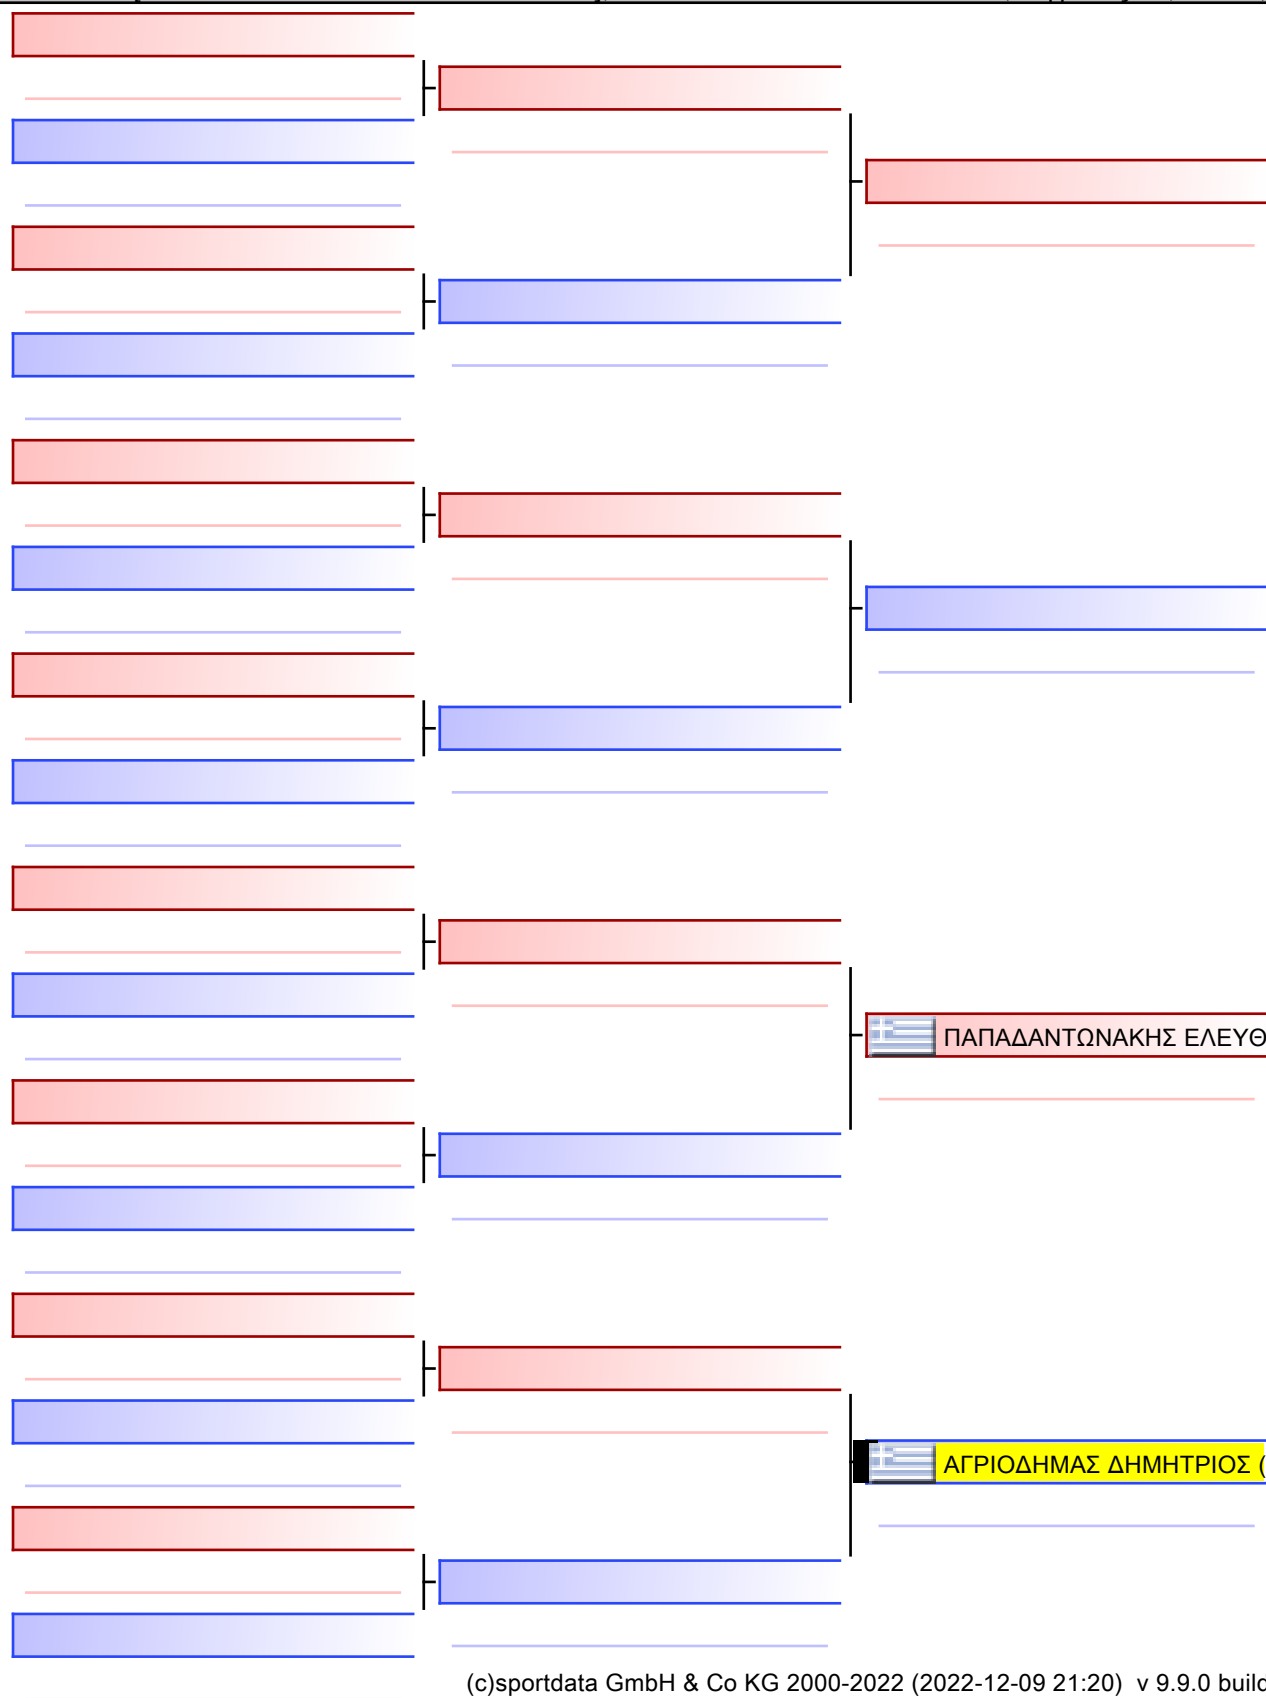 ΠΑΠΑΔΑΝΤΩΝΑΚΗΣ ΕΛΕΥΘ
ΑΓΡΙΟΔΗΜΑΣ ΔΗΜΗΤΡΙΟΣ (
(c)sportdata GmbH & Co KG 2000-2022 (2022-12-09 21:20) v 9.9.0 build